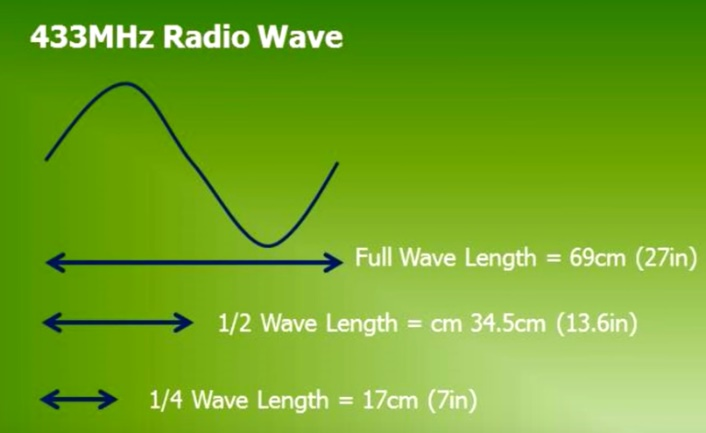 433MHz Radio Wave
Full Wave Length = 69cm (27in)
1/2 Wave Length = cm 34.5cm (13.6in)
1/4 Wave Length = 17cm (7in)